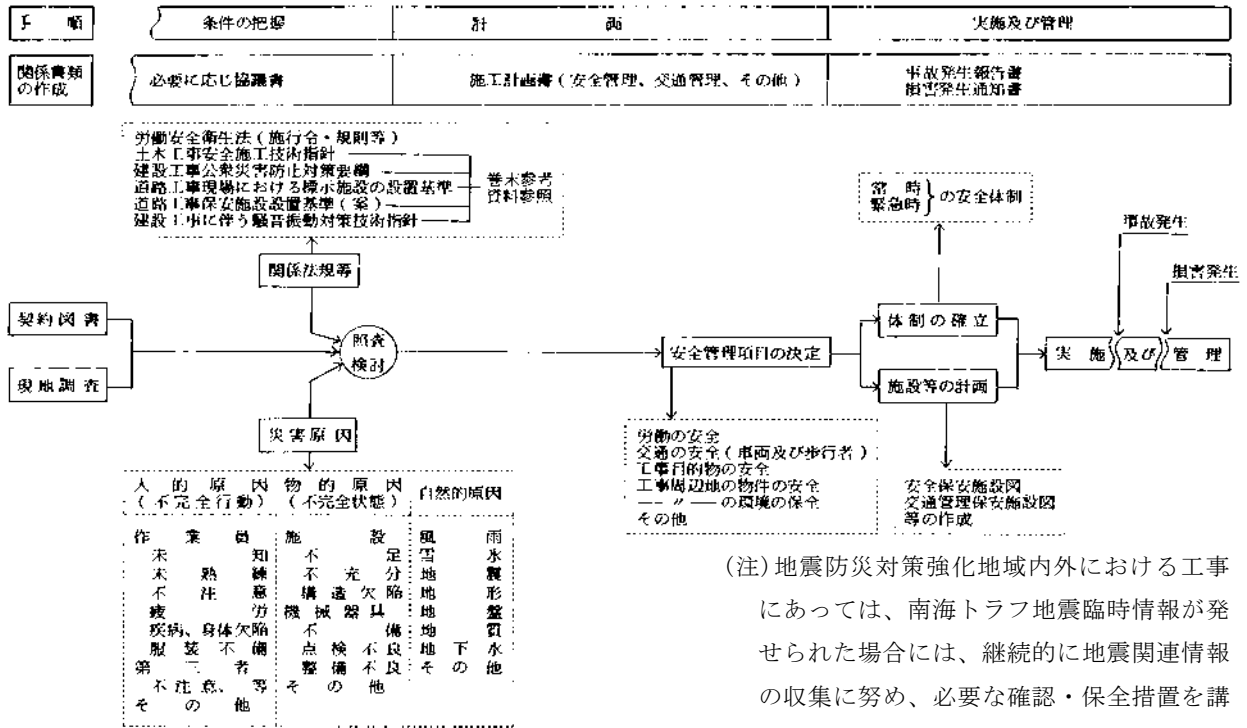 手　順
条件の把握
計　　画
実施及び管理
関係書類
の作成
必要に応じ協議書
施工計画書（安全管理、交通管理、その他）
事故発生報告書
損害発生通知書
労働安全衛生法（施行令・規則等）
土木工事安全施工技術指針
建設工事公衆災害防止対策要綱
道路工事現場における標示施設の設置基準
道路工事保安施設設置基準（案）
建設工事に伴う騒音振動対策技術指針
巻末参考
資料参照
常　時
緊急時
の安全体制
事故発生
損害発生
関係法規等
契約図書
現地調査
照査
検討
安全管理項目の決定
体制の確立
施設等の計画
実　施
及び
管　理
災害原因
労働の安全
交通の安全（車両及び歩行者）
工事目的物の安全
工事周辺地の物件の安全
―〃―の環境の保全
その他
安全保安施設図
交通管理保安施設図
等の作成
人的原因
（不完全行動）
物的原因
（不完全状態）
自然的原因
作業員
未知
未熟練
不注意
疲労
疾病、身体欠陥
服装不備
第三者
不注意、等
その他
施設
不足
不充分
構造欠陥
機械器具
不備
点検不良
整備不良
その他
風雨
雪氷
地震
地形
地盤
地質
地下水
その他
(注)地震防災対策強化地域内外における工事
にあっては、南海トラフ地震臨時情報が発
せられた場合には、継続的に地震関連情報
の収集に努め、必要な確認・保全措置を講